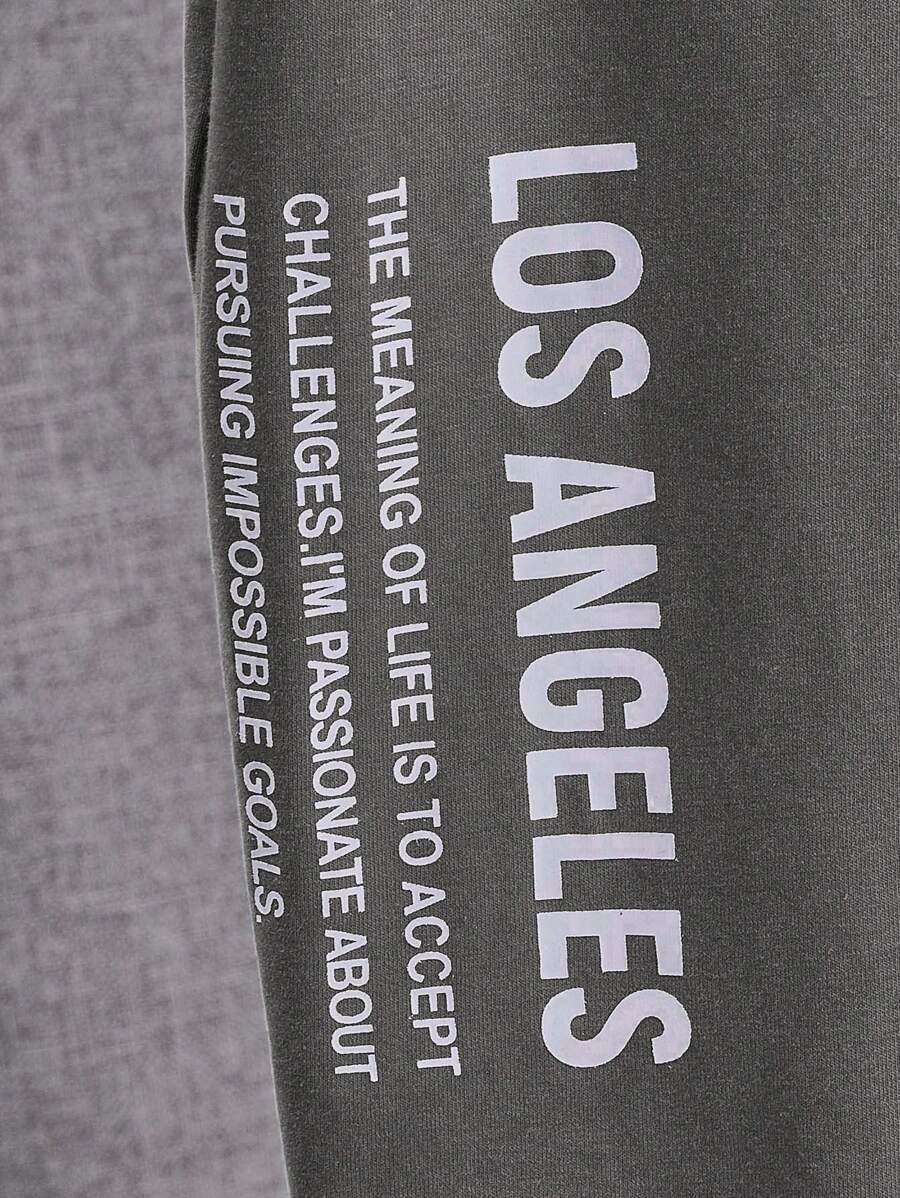 LOS ANGELES
THE MEANING OF LIFE IS TO ACCEPT
CHALLENGES.I'M PASSIONATE ABOUT
PURSUING IMPOSSIBLE GOALS.